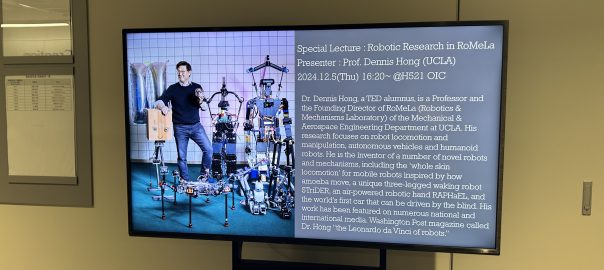 Special Lecture : Robotic Research in RoMeLa
Presenter : Prof. Dennis Hong (UCLA)
2024.12.5(Thu) 16:20~ @H521 OIC
Dr. Dennis Hong, a TED alumnus, is a Professor and
the Founding Director of RoMeLa (Robotics &
Mechanisms Laboratory) of the Mechanical &
Aerospace Engineering Department at UCLA. His
research focuses on robot locomotion and
manipulation, autonomous vehicles and humanoid
robots. He is the inventor of a number of novel robots
and mechanisms, including the 'whole skin
locomotion' for mobile robots inspired by how
amoeba move, a unique three-legged waking robot
STriDER, an air-powered robotic hand RAPHaEL, and
the world's first car that can be driven by the blind. His
work has been featured on numerous national and
international media. Washington Post magazine called
Dr. Hong "the Leonardo da Vinci of robots."